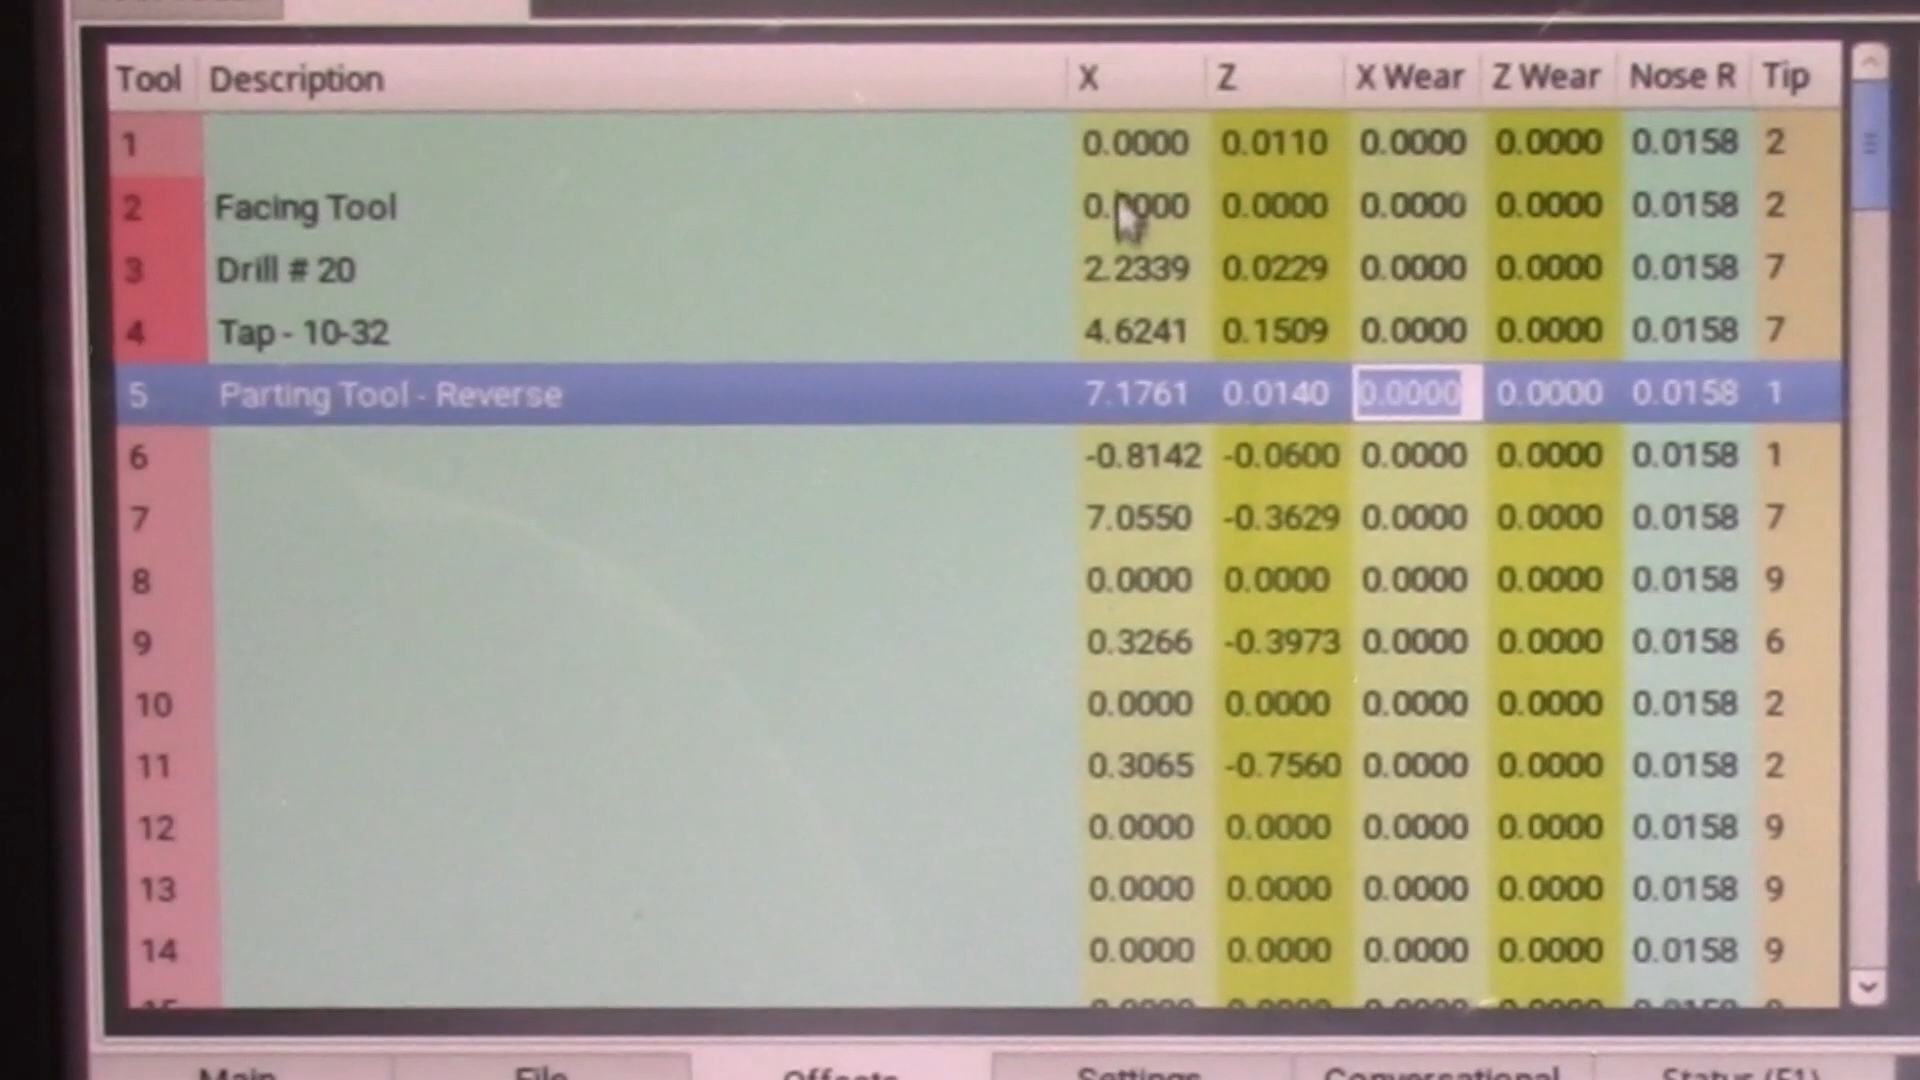 Tool Description X Z X Wear Z Wear Nose R Tip
1 0.0000 0.0110 0.0000 0.0000 0.0158 2
2 Facing Tool 0.0000 0.0000 0.0000 0.0000 0.0158 2
3 Drill # 20 2.2339 0.0229 0.0000 0.0000 0.0158 7
4 Tap - 10-32 4.6241 0.1509 0.0000 0.0000 0.0158 7
5 Parting Tool - Reverse 7.1761 0.0140 0.0000 0.0000 0.0158 1
6 -0.8142 -0.0600 0.0000 0.0000 0.0158 1
7 7.0550 -0.3629 0.0000 0.0000 0.0158 7
8 0.0000 0.0000 0.0000 0.0000 0.0158 9
9 0.3266 -0.3973 0.0000 0.0000 0.0158 6
10 0.0000 0.0000 0.0000 0.0000 0.0158 2
11 0.3065 -0.7560 0.0000 0.0000 0.0158 2
12 0.0000 0.0000 0.0000 0.0000 0.0158 9
13 0.0000 0.0000 0.0000 0.0000 0.0158 9
14 0.0000 0.0000 0.0000 0.0000 0.0158 9
Main File Offsets Settings Conversational Status (F1)